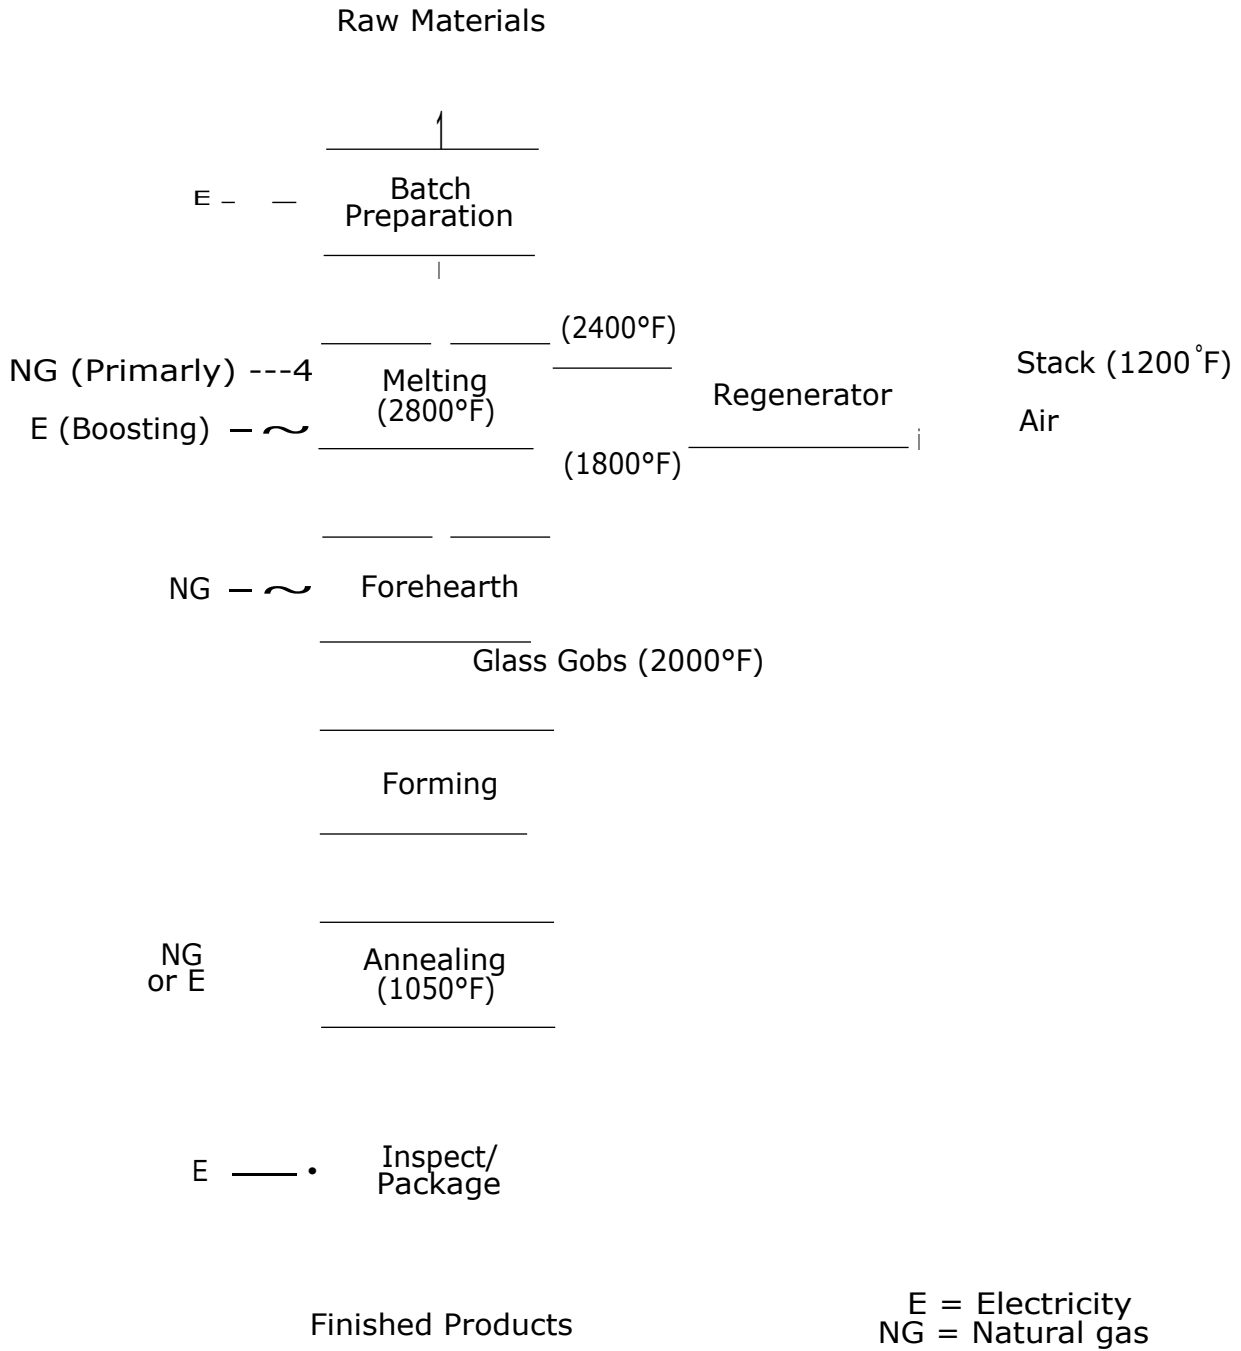 Raw Materials
E
Batch
Preparation
(2400°F)
NG (Primarly) ---4
Melting
(2800°F)
E (Boosting)
Regenerator
Stack (1200°F)
Air
(1800°F)
NG
Forehearth
Glass Gobs (2000°F)
Forming
NG
or E
Annealing
(1050°F)
E
Inspect/
Package
Finished Products
E = Electricity
NG = Natural gas